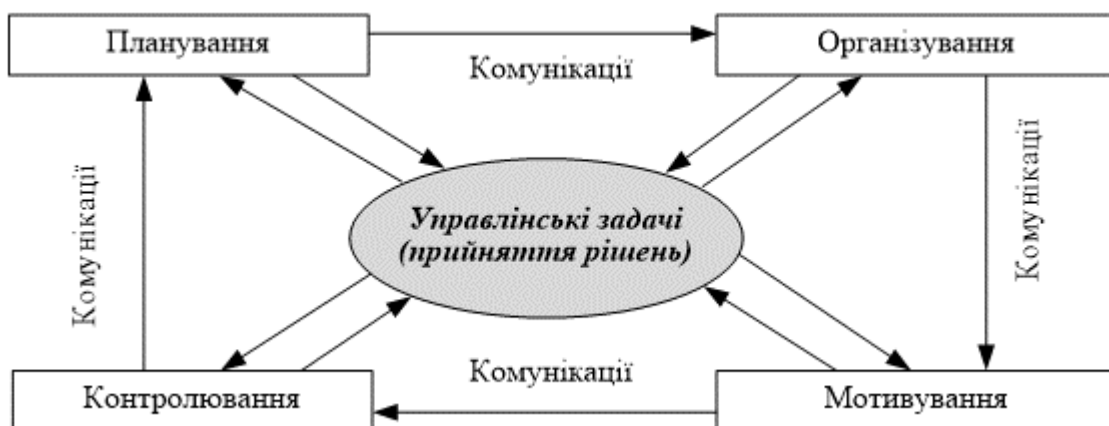 Планування
Організування
Комунікації
Комунікації
Комунікації
Управлінські задачі
(прийняття рішень)
Комунікації
Контролювання
Мотивування